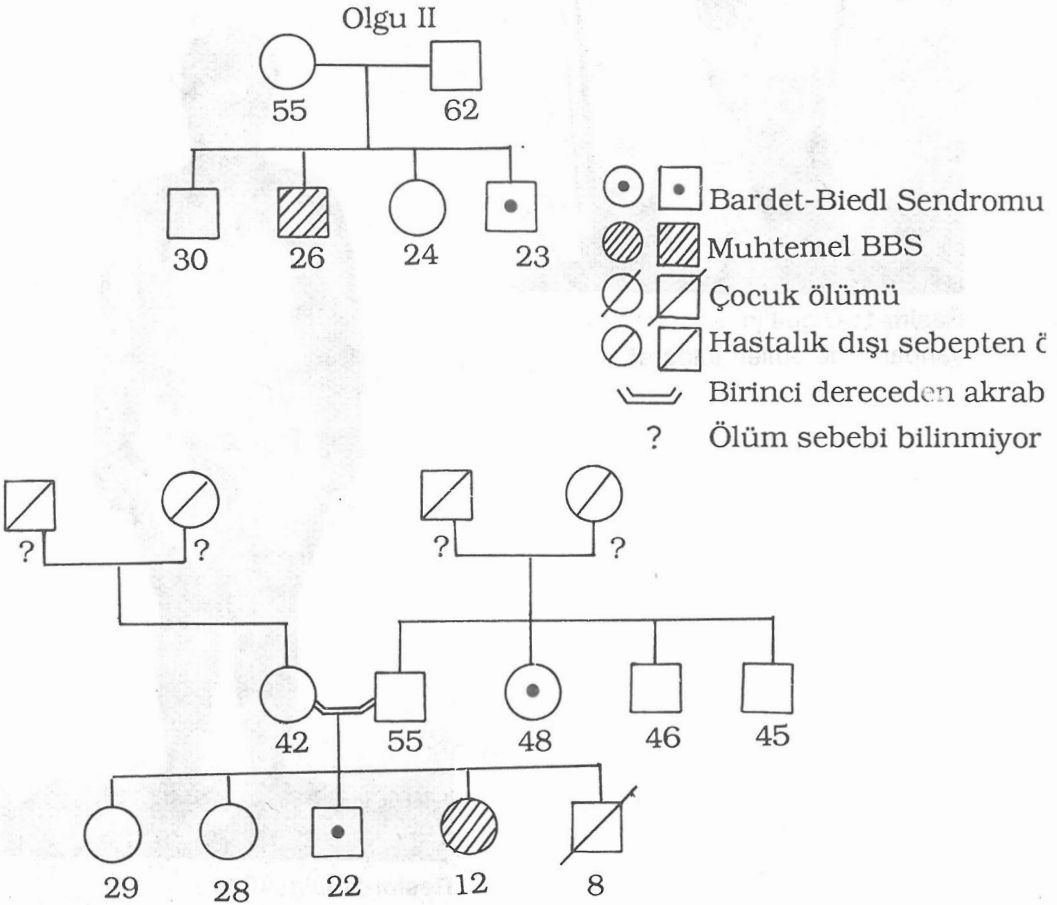 Olgu II
55 62
30 26 24 23
Bardet-Biedl Sendromu
Muhtemel BBS
Çocuk ölümü
Hastalık dışı sebepten
Birinci dereceden akrab
? Ölüm sebebi bilinmiyor
? ? ? ?
42 55 48 46 45
29 28 22 12 8